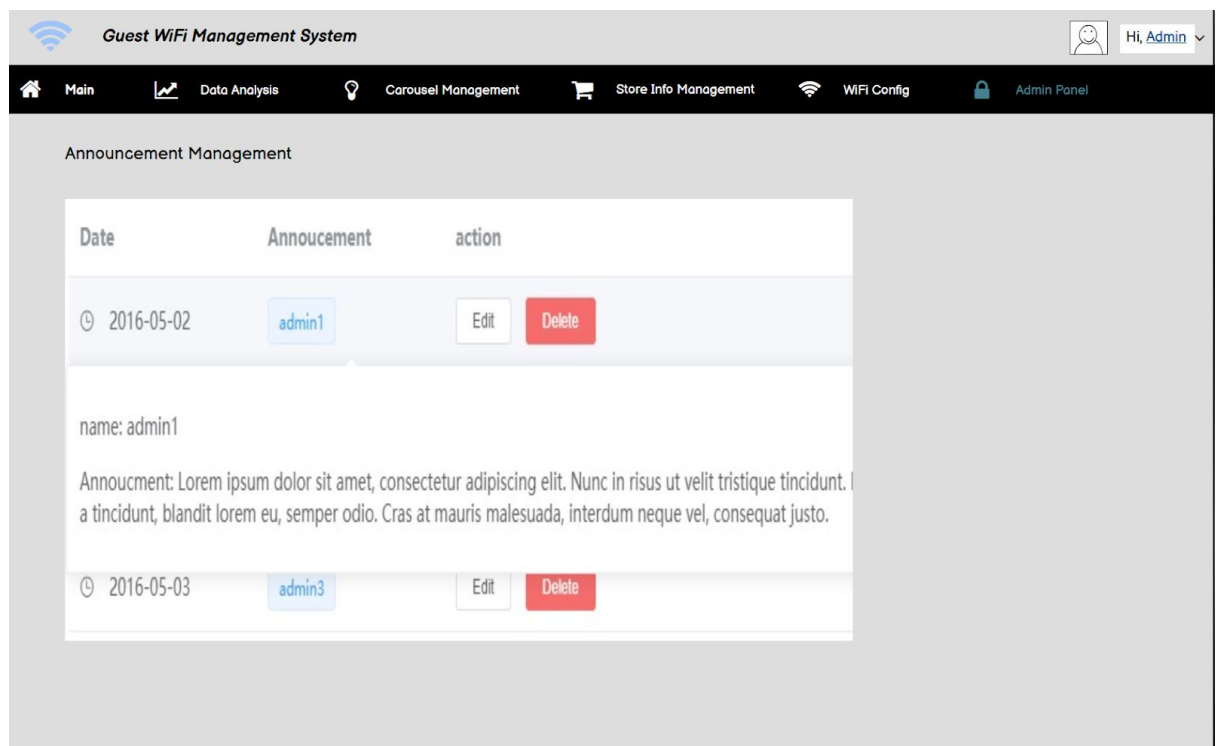 Guest WiFi Management System
Hi, Admin
Main Data Analysis Carousel Management Store Info Management WiFi Config Admin Panel
Announcement Management
Date Annoucement action
2016-05-02 admin1 Edit Delete
name: admin1
Annoucment: Lorem ipsum dolor sit amet, consectetur adipiscing elit. Nunc in risus ut velit tristique tincidunt.
a tincidunt, blandit lorem eu, semper odio. Cras at mauris malesuada, interdum neque vel, consequat justo.
2016-05-03 admin3 Edit Delete